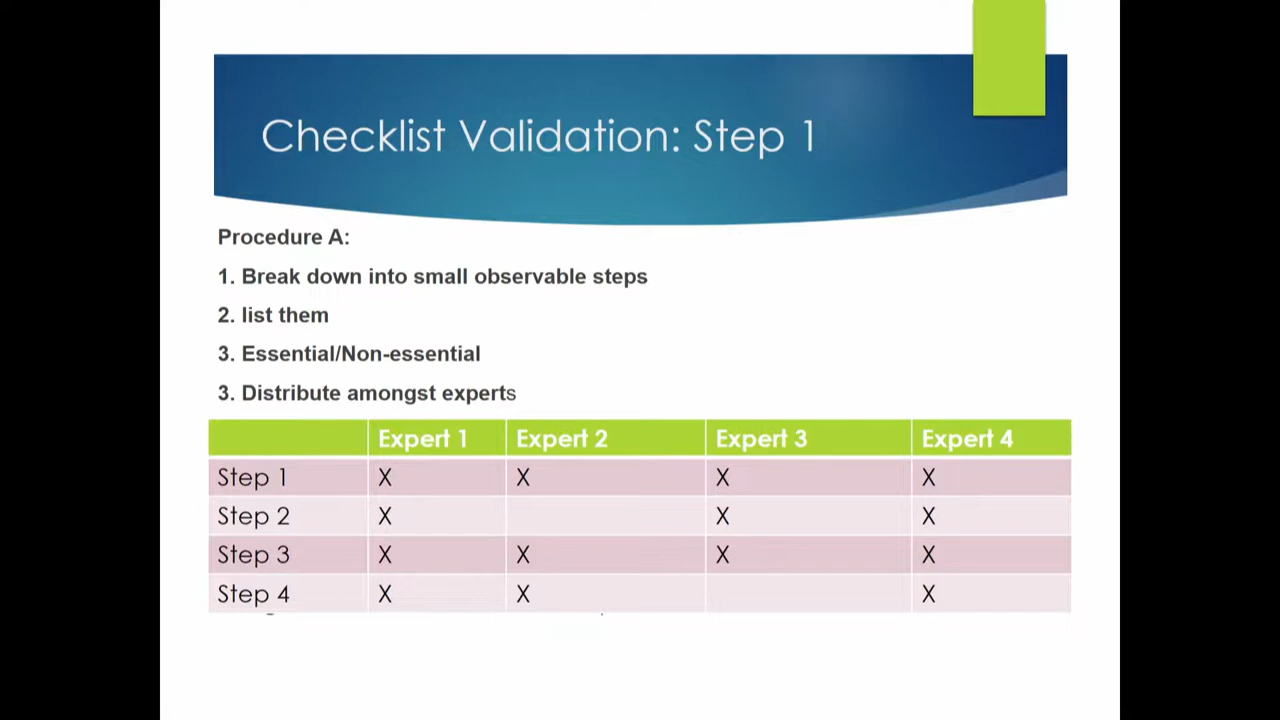 Checklist Validation: Step 1
Procedure A:
1. Break down into small observable steps
2. list them
3. Essential/Non-essential
3. Distribute amongst experts
Expert 1 Expert 2 Expert 3 Expert 4
Step 1 X X X X
Step 2 X X X
Step 3 X X X X
Step 4 X X X